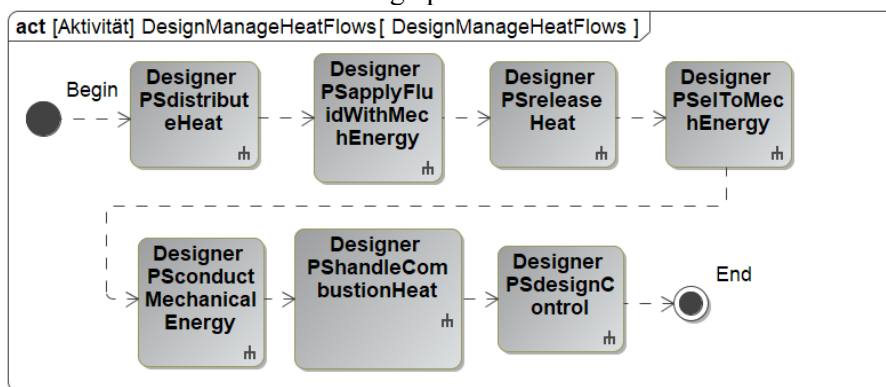 act [Aktivität] DesignManageHeatFlows[ DesignManageHeatFlows ]
Begin
Designer
PSdistribut
eHeat
Designer
PSapplyFlu
idWithMec
hEnergy
Designer
PSrelease
Heat
Designer
PSelToMec
hEnergy
Designer
PSconduct
Mechanical
Energy
Designer
PShandleCom
bustionHeat
Designer
PSdesignC
ontrol
End